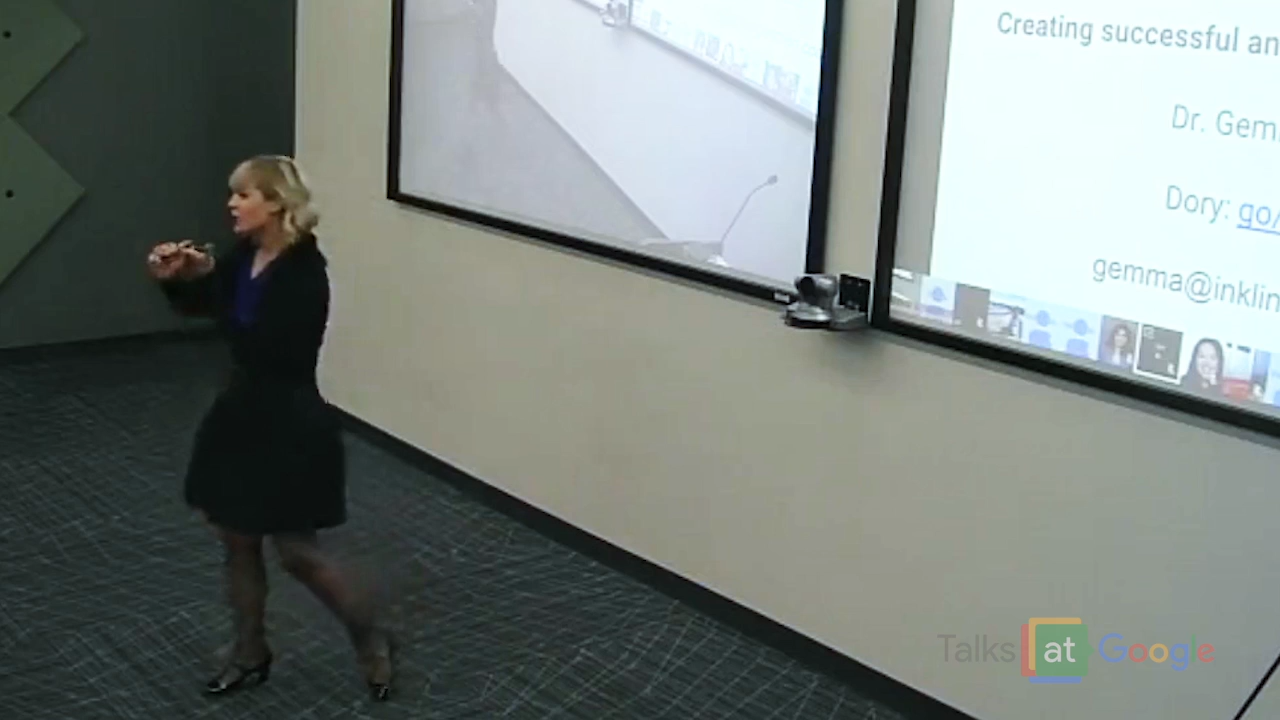 Creating successful an
Dr. Gem
Dory: go/
gemma@inklin
Talks at Google